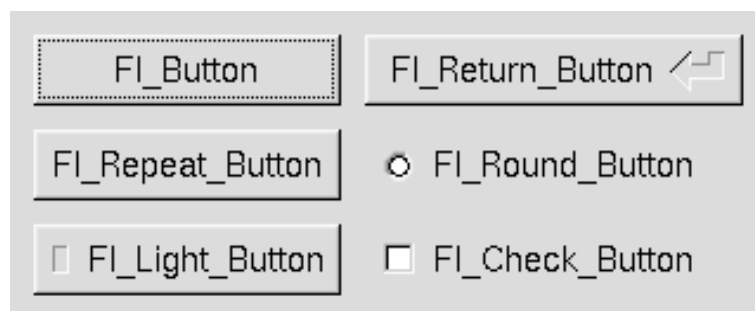 Fl_Button
Fl_Return_Button
Fl_Repeat_Button
Fl_Round_Button
Fl_Light_Button
Fl_Check_Button